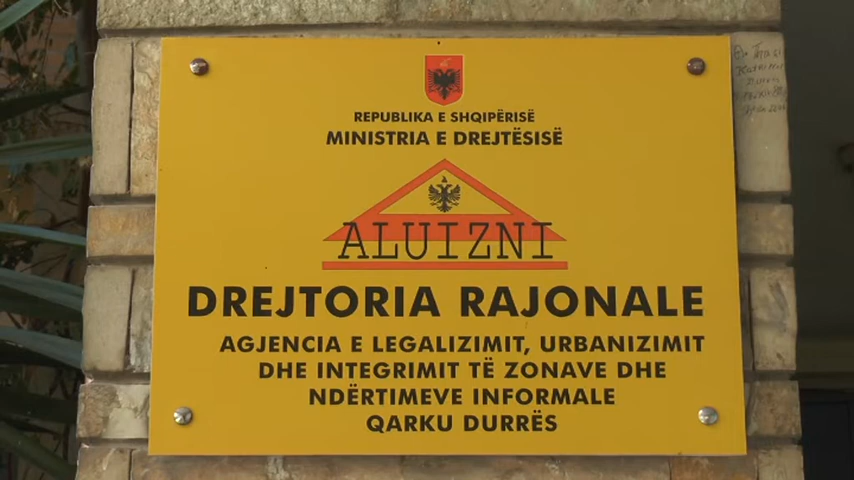 REPUBLIKA E SHQIPËRISË
MINISTRIA E DREJTËSISË
ALUIZNI
DREJTORIA RAJONALE
AGJENCIA E LEGALIZIMIT, URBANIZIMIT
DHE INTEGRIMIT TË ZONAVE DHE
NDËRTIMEVE INFORMALE
QARKU DURRËS